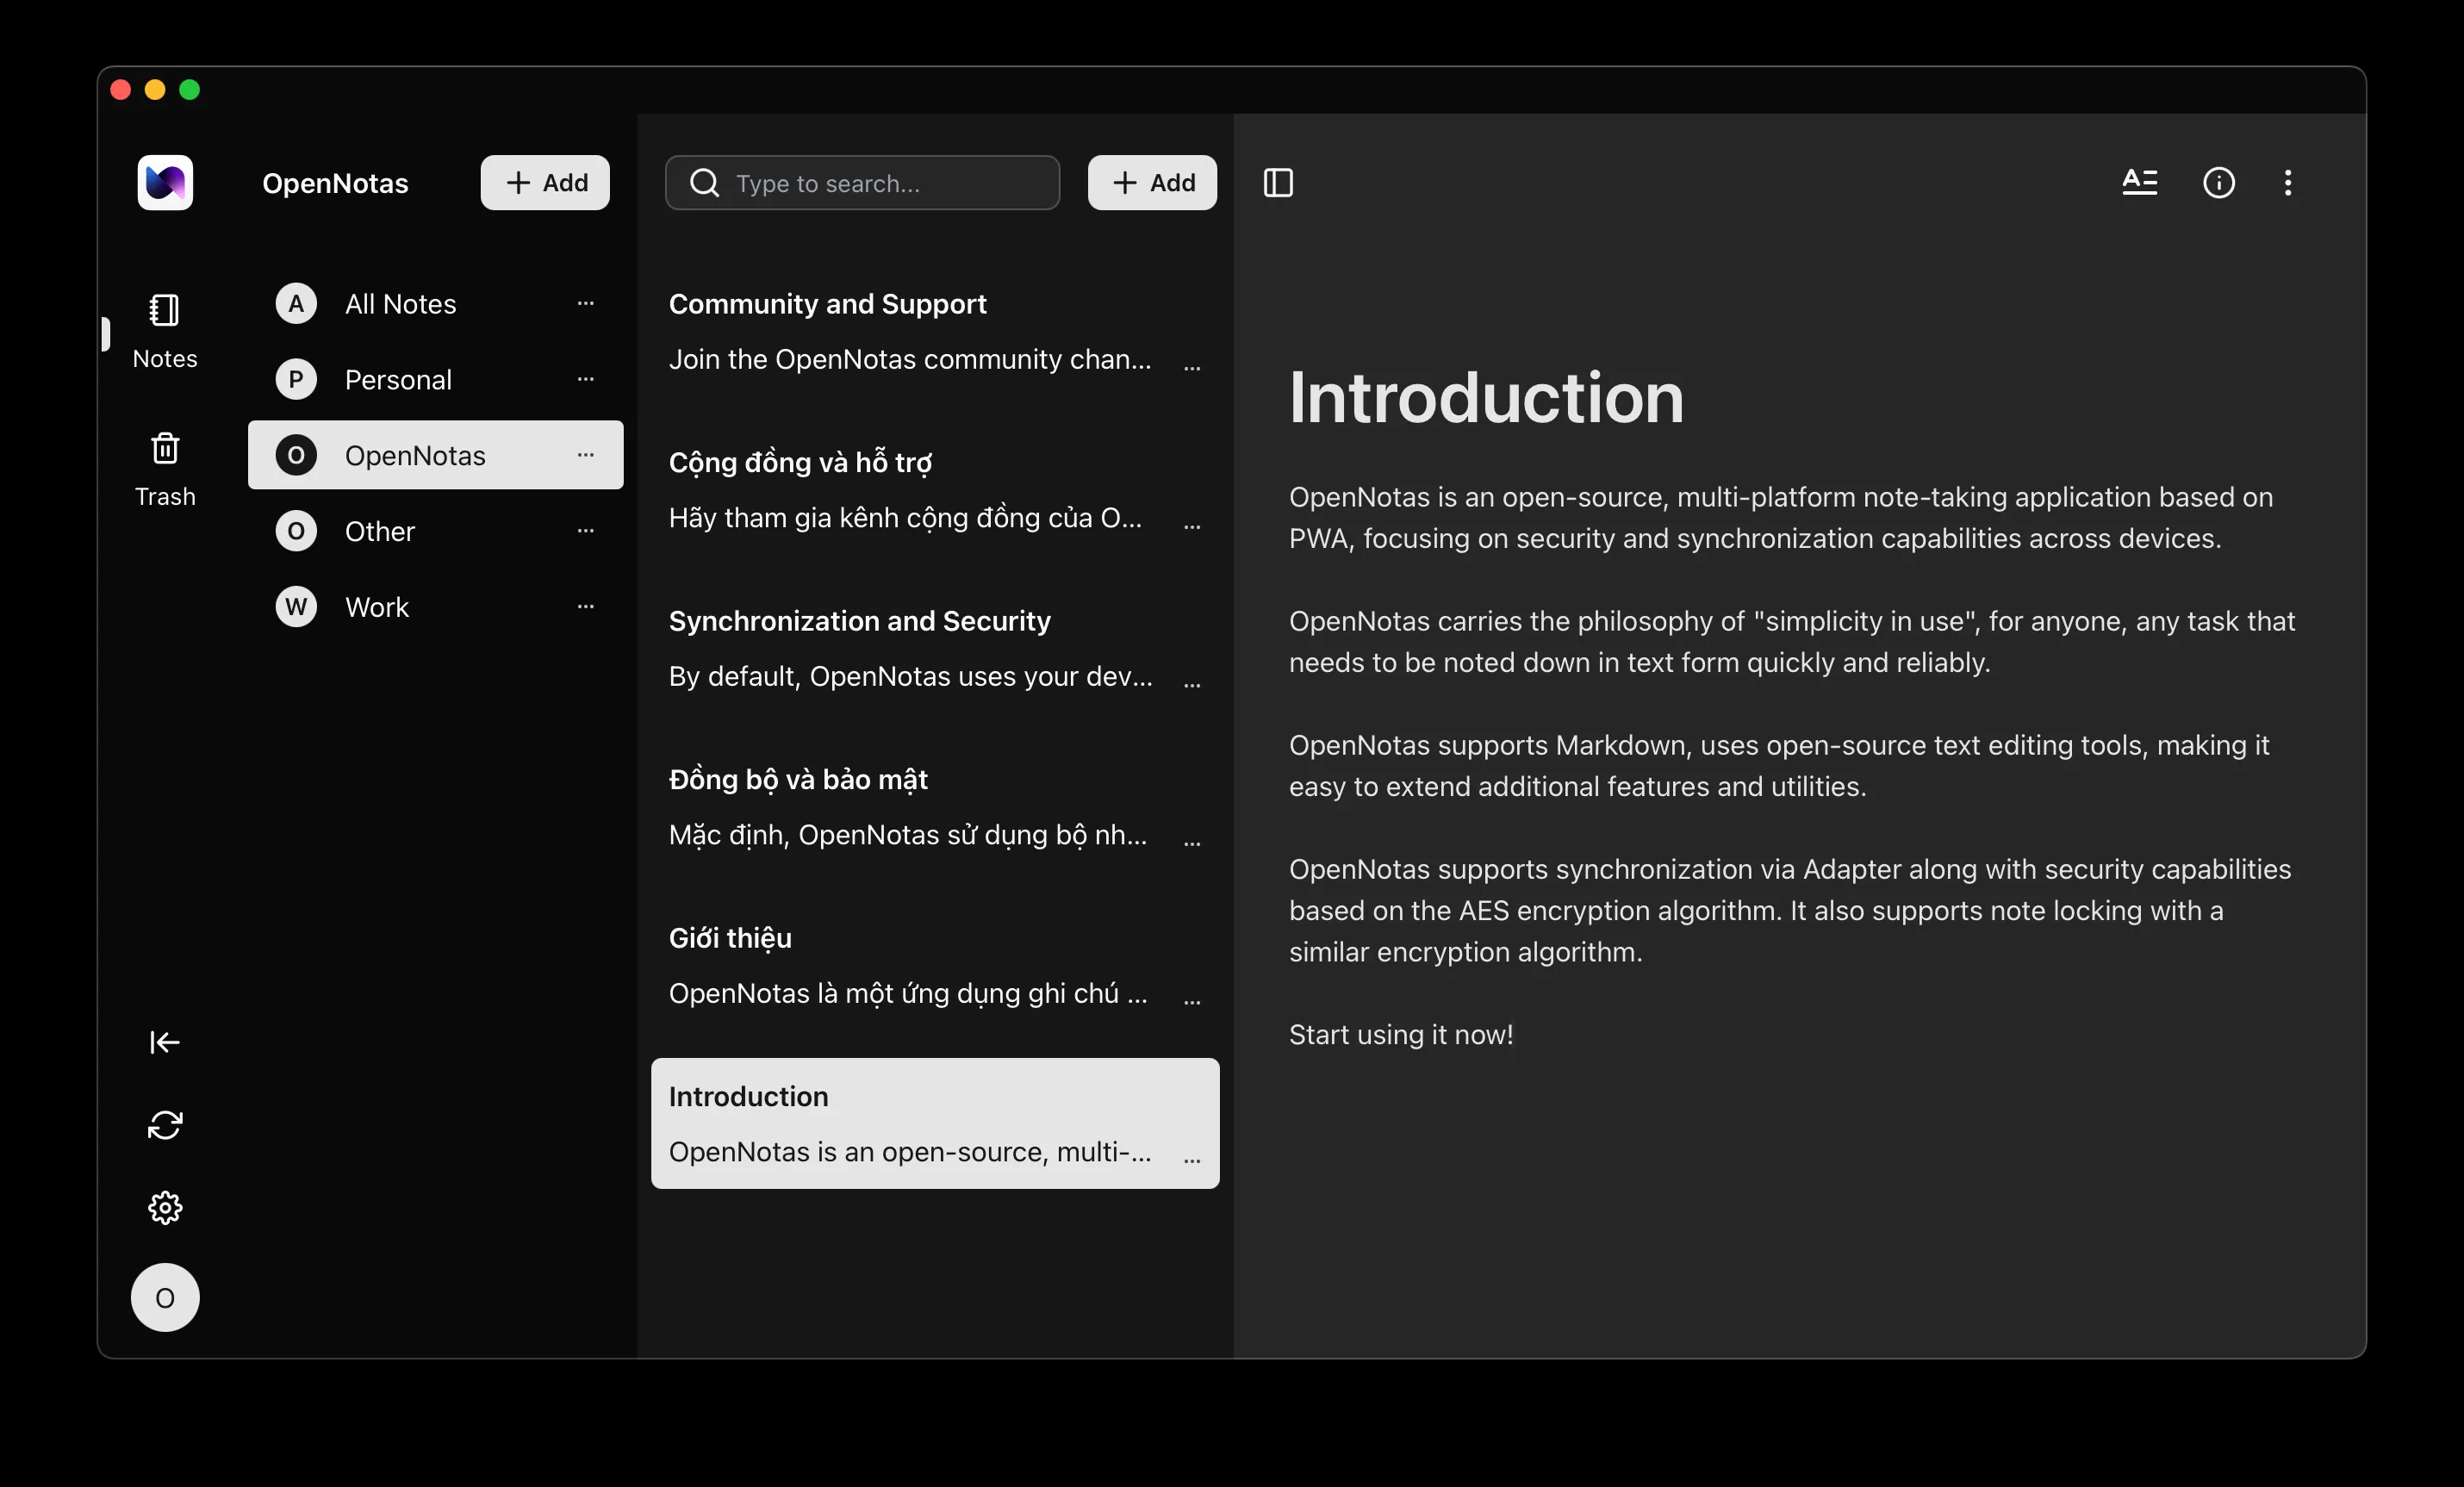 OpenNotas
+ Add
Notes
Trash
A All Notes ...
P Personal ...
O OpenNotas ...
O Other ...
W Work ...
O
Type to search...
+ Add
Community and Support
Join the OpenNotas community chan... ...
Cộng đồng và hỗ trợ
Hãy tham gia kênh cộng đồng của O... ...
Synchronization and Security
By default, OpenNotas uses your dev... ...
Đồng bộ và bảo mật
Mặc định, OpenNotas sử dụng bộ nh... ...
Giới thiệu
OpenNotas là một ứng dụng ghi chú ... ...
Introduction
OpenNotas is an open-source, multi-... ...
Introduction
OpenNotas is an open-source, multi-platform note-taking application based on
PWA, focusing on security and synchronization capabilities across devices.
OpenNotas carries the philosophy of "simplicity in use", for anyone, any task that
needs to be noted down in text form quickly and reliably.
OpenNotas supports Markdown, uses open-source text editing tools, making it
easy to extend additional features and utilities.
OpenNotas supports synchronization via Adapter along with security capabilities
based on the AES encryption algorithm. It also supports note locking with a
similar encryption algorithm.
Start using it now!